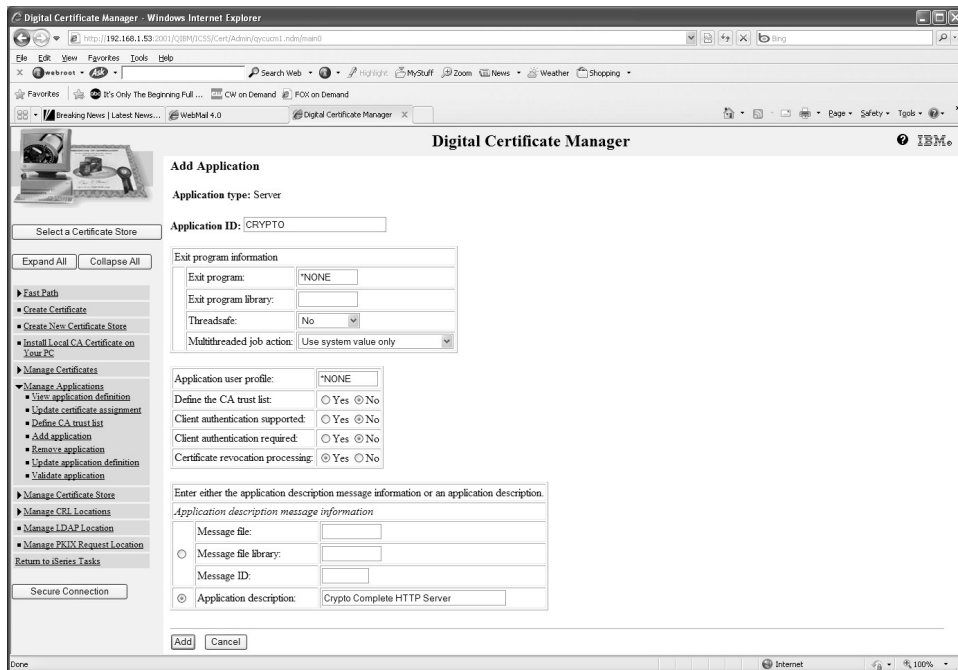 Digital Certificate Manager - Windows Internet Explorer
http://192.168.1.53:2001/QIBM/ICSS/Cert/Admin/qycucm1.ndm/main0
Bing
File Edit View Favorites Tools Help
webroot Ask Search Web Highlight MyStuff Zoom News Weather Shopping
Favorites It's Only The Beginning Full ... CW on Demand FOX on Demand
Breaking News | Latest News... WebMail 4.0 Digital Certificate Manager Page Safety Tools
Digital Certificate Manager IBM®
Select a Certificate Store
Expand All Collapse All
Fast Path
Create Certificate
Create New Certificate Store
Install Local CA Certificate on
Your PC
Manage Certificates
Manage Applications
View application definition
Update certificate assignment
Define CA trust list
Add application
Remove application
Update application definition
Validate application
Manage Certificate Store
Manage CRL Locations
Manage LDAP Location
Manage PKIX Request Location
Return to iSeries Tasks
Secure Connection
Add Application
Application type: Server
Application ID: CRYPTO
Exit program information
Exit program: *NONE
Exit program library:
Threadsafe: No
Multithreaded job action: Use system value only
Application user profile: *NONE
Define the CA trust list: Yes No
Client authentication supported: Yes No
Client authentication required: Yes No
Certificate revocation processing: Yes No
Enter either the application description message information or an application description.
Application description message information
Message file:
Message file library:
Message ID:
Application description: Crypto Complete HTTP Server
Add Cancel
Done Internet 100%